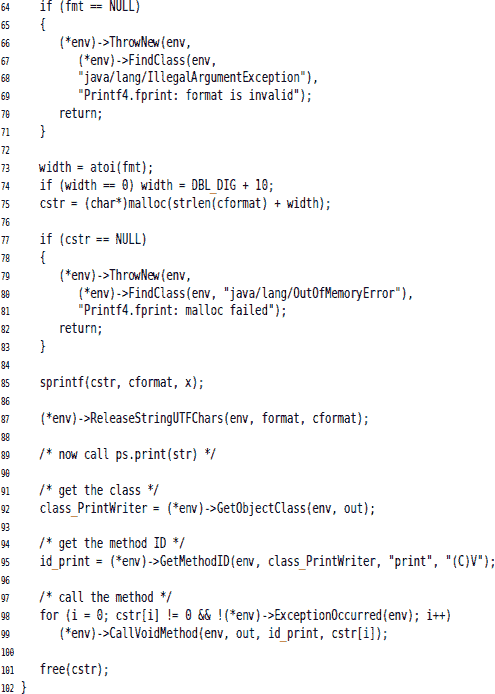 64 if (fmt == NULL)
65 {
66 (*env)->ThrowNew(env,
67 (*env)->FindClass(env,
68 "java/lang/IllegalArgumentException"),
69 "Printf4.fprint: format is invalid");
70 return;
71 }
72
73 width = atoi(fmt);
74 if (width == 0) width = DBL_DIG + 10;
75 cstr = (char*)malloc(strlen(cformat) + width);
76
77 if (cstr == NULL)
78 {
79 (*env)->ThrowNew(env,
80 (*env)->FindClass(env, "java/lang/OutOfMemoryError"),
81 "Printf4.fprint: malloc failed");
82 return;
83 }
84
85 sprintf(cstr, cformat, x);
86
87 (*env)->ReleaseStringUTFChars(env, format, cformat);
88
89 /* now call ps.print(str) */
90
91 /* get the class */
92 class_PrintWriter = (*env)->GetObjectClass(env, out);
93
94 /* get the method ID */
95 id_print = (*env)->GetMethodID(env, class_PrintWriter, "print", "(C)V");
96
97 /* call the method */
98 for (i = 0; cstr[i] != 0 && !(*env)->ExceptionOccurred(env); i++)
99 (*env)->CallVoidMethod(env, out, id_print, cstr[i]);
100
101 free(cstr);
102 }